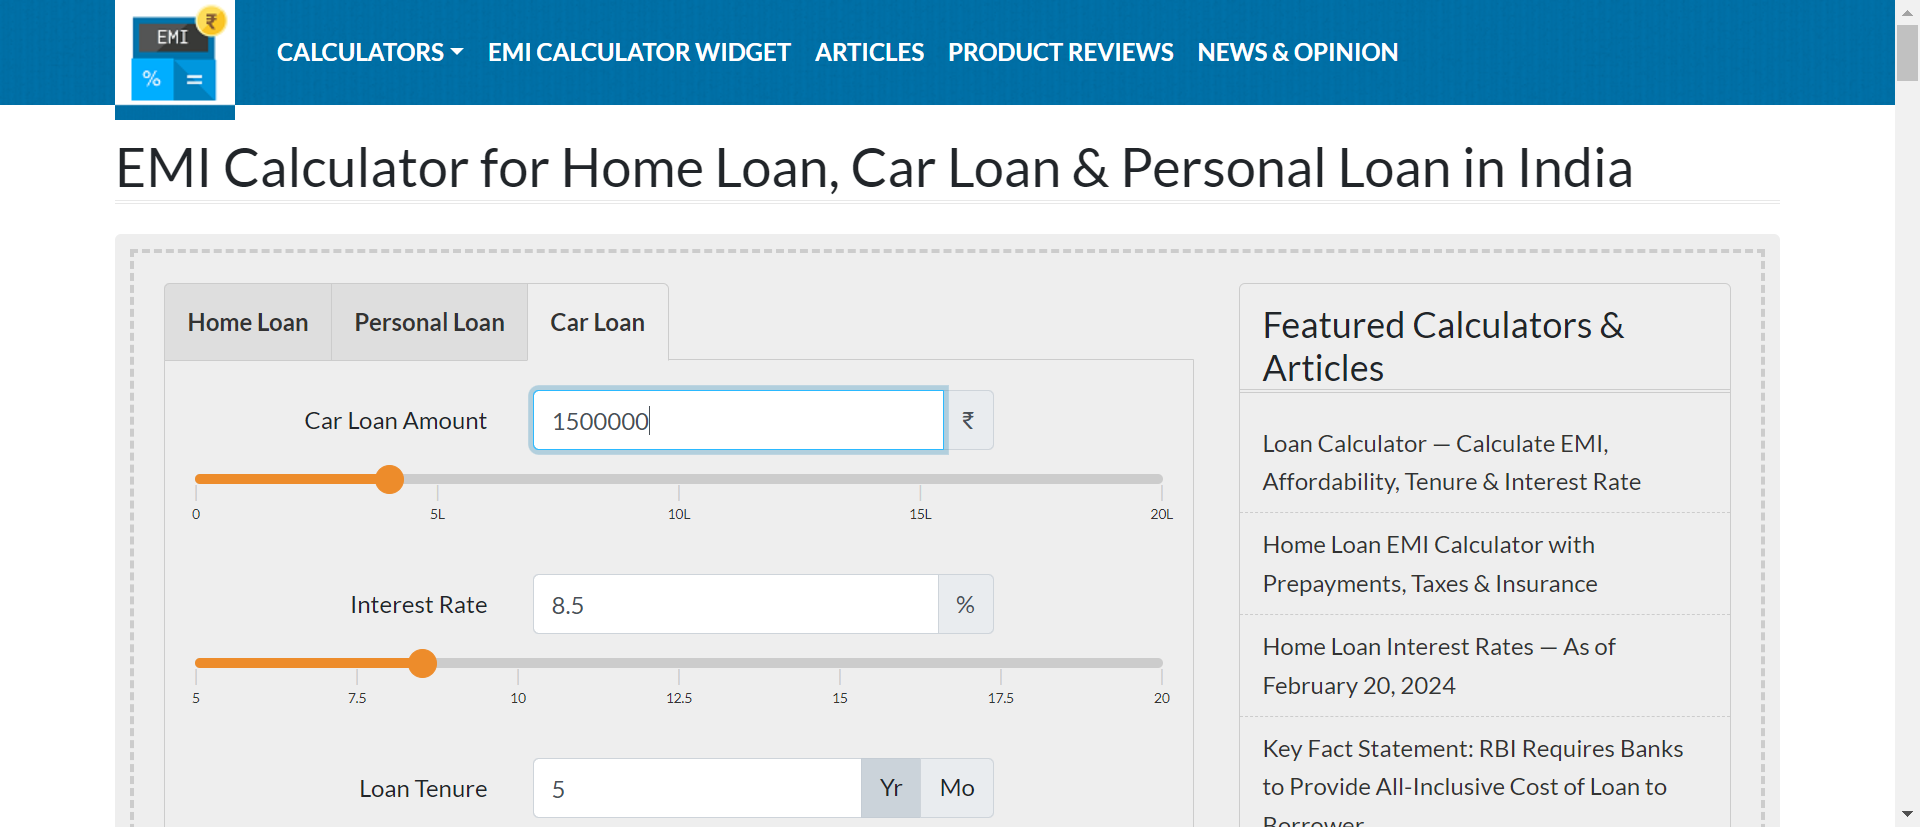 EMI
₹
%
=
CALCULATORS EMI CALCULATOR WIDGET ARTICLES PRODUCT REVIEWS NEWS & OPINION
EMI Calculator for Home Loan, Car Loan & Personal Loan in India
Home Loan Personal Loan Car Loan
Car Loan Amount 1500000 ₹
0 5L 10L 15L 20L
Interest Rate 8.5 %
5 7.5 10 12.5 15 17.5 20
Loan Tenure 5 Yr Mo
Featured Calculators &
Articles
Loan Calculator — Calculate EMI,
Affordability, Tenure & Interest Rate
Home Loan EMI Calculator with
Prepayments, Taxes & Insurance
Home Loan Interest Rates — As of
February 20, 2024
Key Fact Statement: RBI Requires Banks
to Provide All-Inclusive Cost of Loan to
Borrower